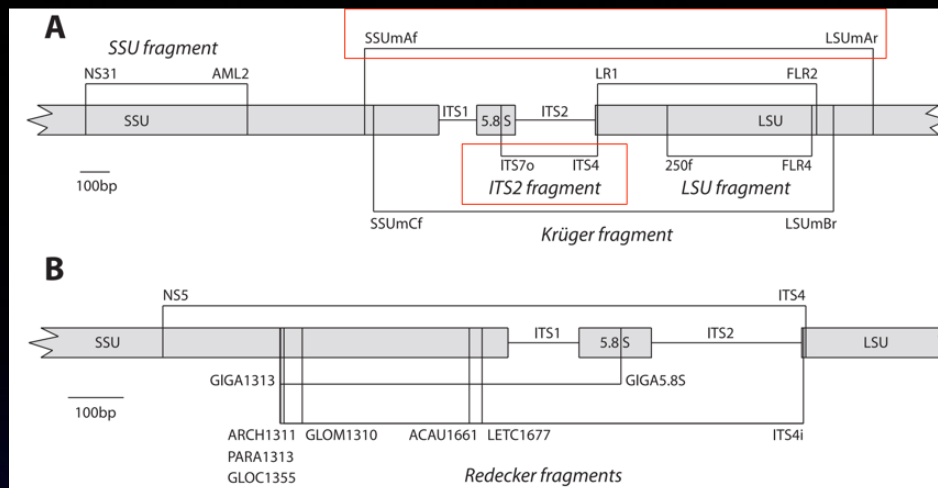 A
SSU fragment
SSUmAf LSUmAr
NS31 AML2 LR1 FLR2
SSU ITS1 5.8 S ITS2 LSU
100bp
ITS7o ITS4 250f FLR4
ITS2 fragment LSU fragment
SSUmCf LSUmBr
Krüger fragment
B
NS5 ITS4
SSU ITS1 5.8 S ITS2 LSU
GIGA1313 GIGA5.8S
100bp
ARCH1311 GLOM1310 ACAU1661 LETC1677 ITS4i
PARA1313
GLOC1355
Redecker fragments